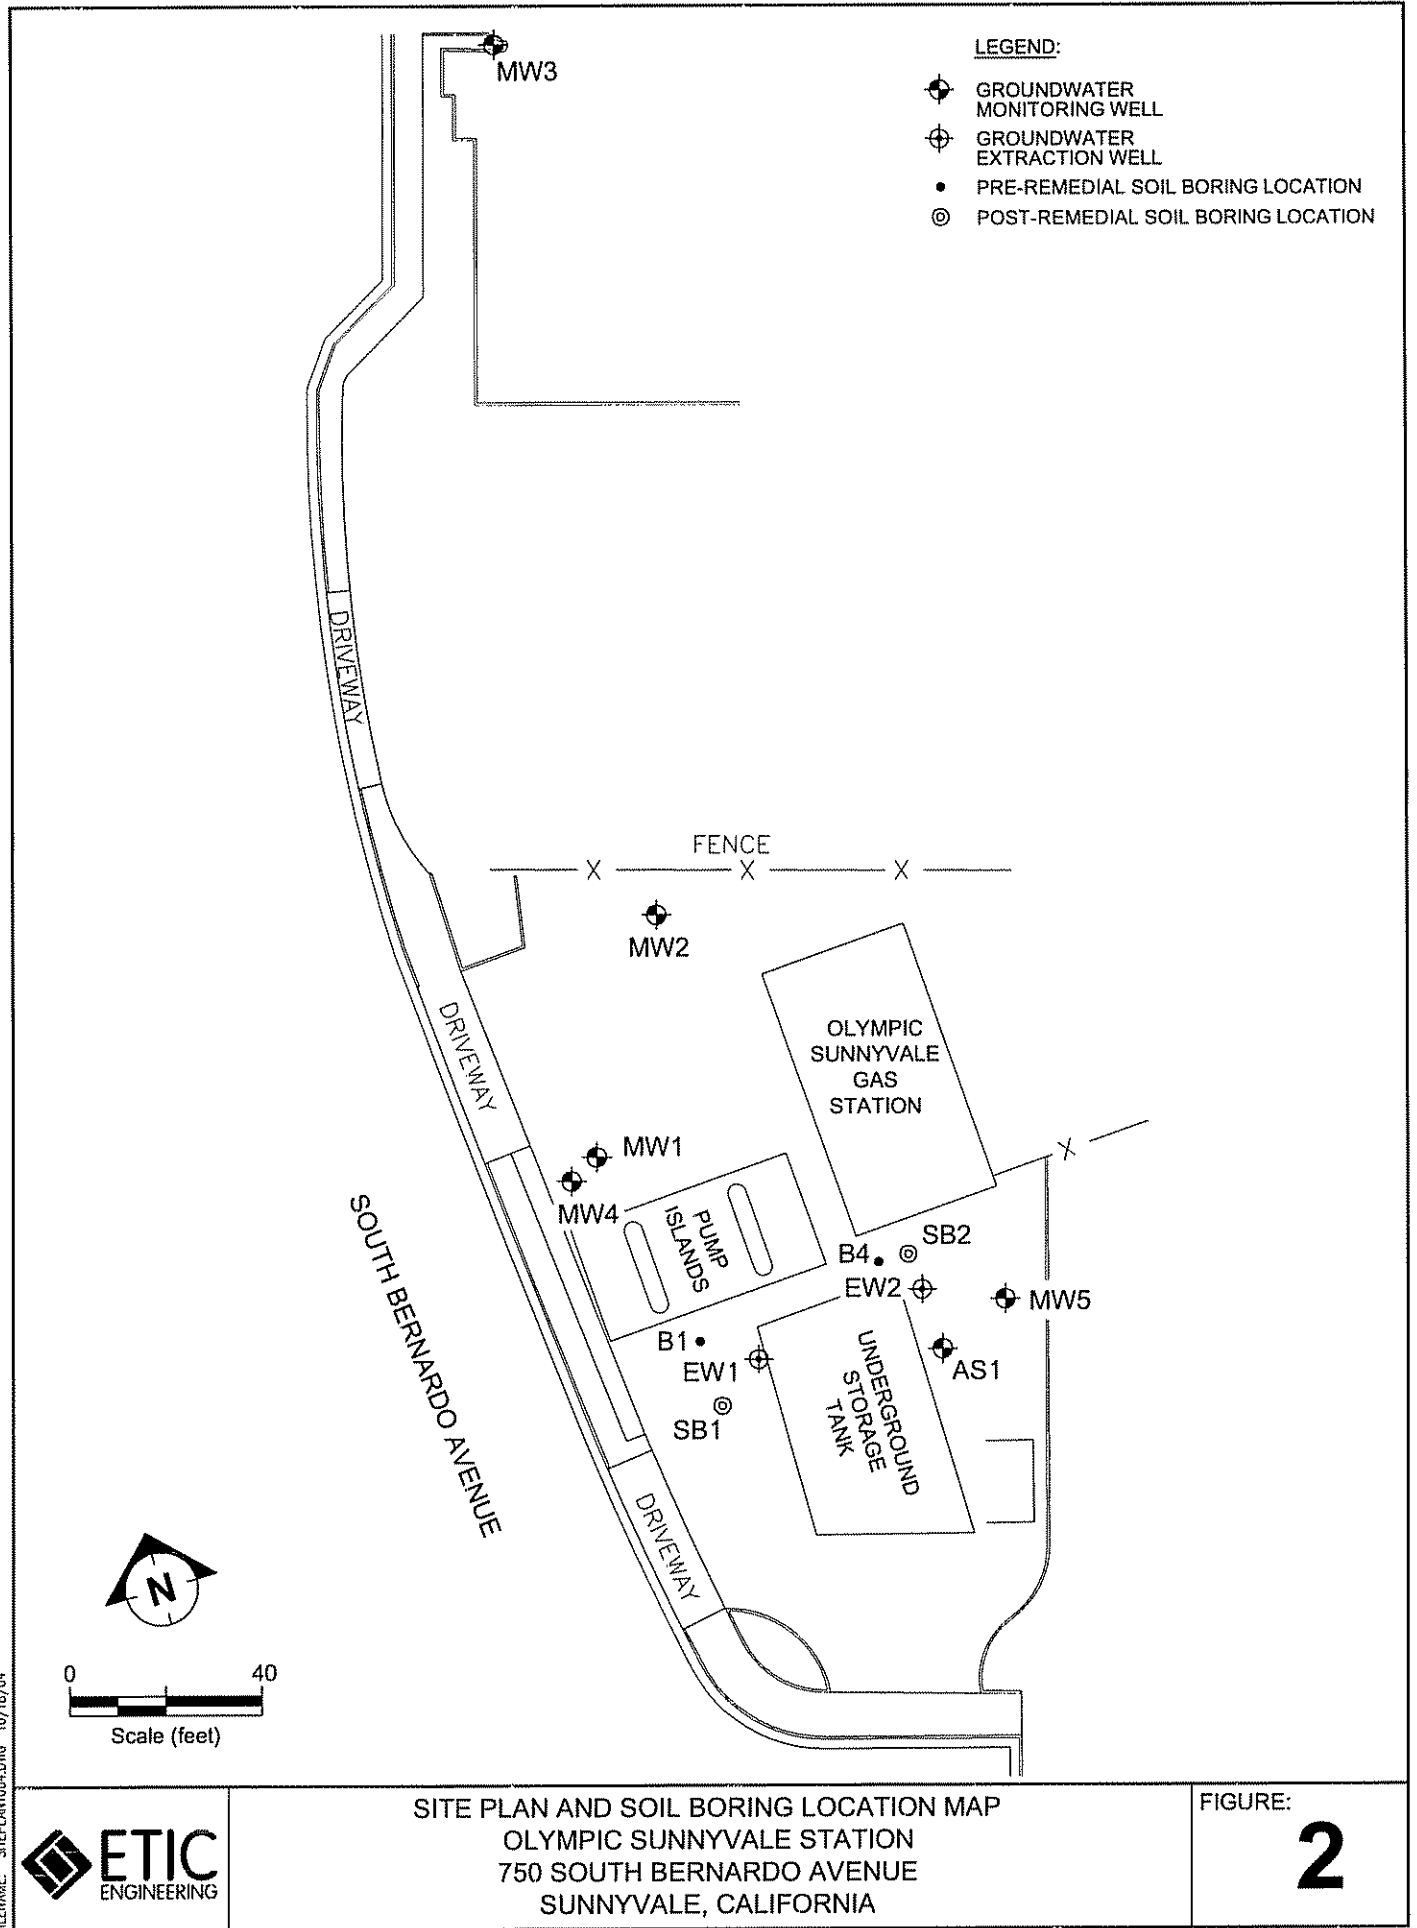 MW3
LEGEND:
GROUNDWATER
MONITORING WELL
GROUNDWATER
EXTRACTION WELL
PRE-REMEDIAL SOIL BORING LOCATION
POST-REMEDIAL SOIL BORING LOCATION
DRIVEWAY
FENCE
X X X
MW2
DRIVEWAY
OLYMPIC
SUNNYVALE
GAS
STATION
X
MW1
MW4
PUMP
ISLANDS
SOUTH BERNARDO AVENUE
SB2
B4
EW2
MW5
B1
EW1
AS1
SB1
UNDERGROUND
STORAGE
TANK
DRIVEWAY
N
0 40
Scale (feet)
ETIC
ENGINEERING
SITE PLAN AND SOIL BORING LOCATION MAP
OLYMPIC SUNNYVALE STATION
750 SOUTH BERNARDO AVENUE
SUNNYVALE, CALIFORNIA
FIGURE:
2